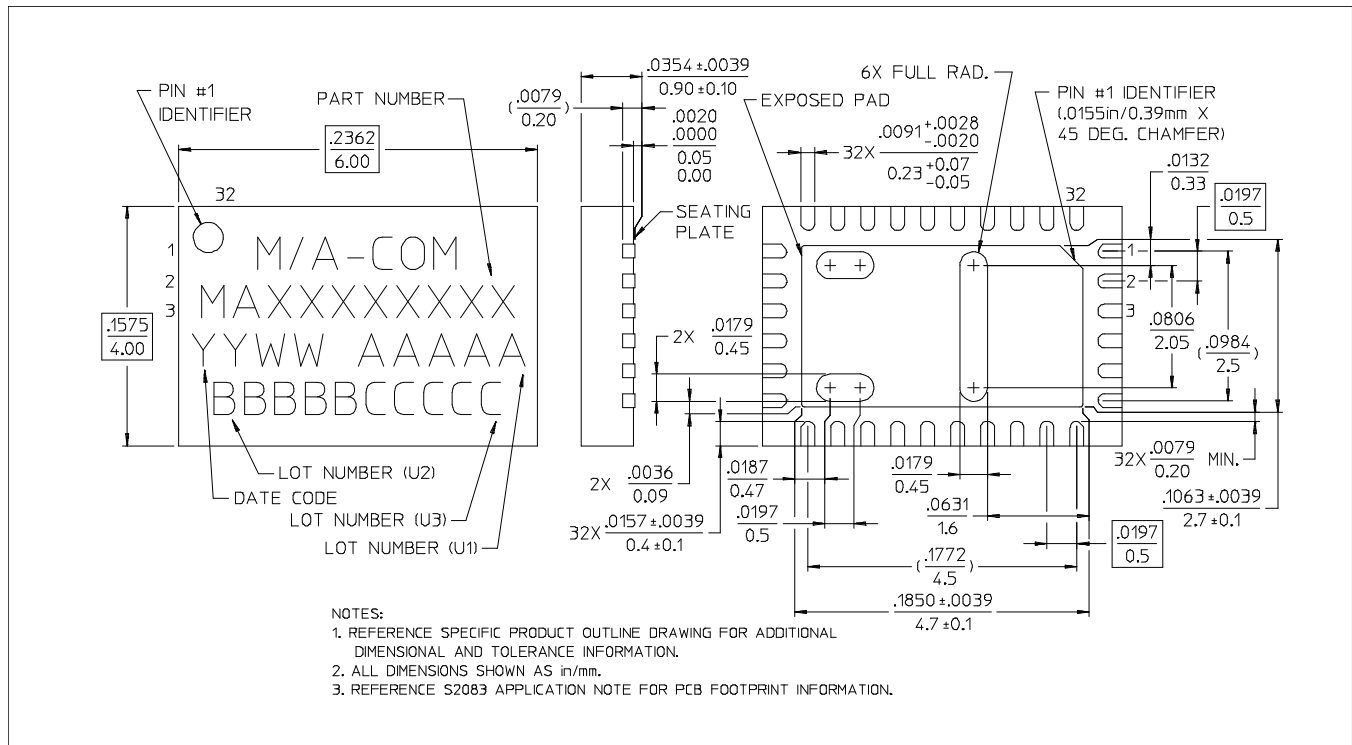 PIN #1
IDENTIFIER
PART NUMBER
.2362
6.00
32
1
2
3
.1575
4.00
M/A-COM
MAXXXXXXXXX
YYWW AAAAA
BBBBBCCCCC
LOT NUMBER (U2)
DATE CODE
LOT NUMBER (U3)
LOT NUMBER (U1)
.0354 ±.0039
0.90 ±0.10
(.0079)
0.20
.0020
.0000
0.05
0.00
SEATING
PLATE
EXPOSED PAD
6X FULL RAD.
32X .0091 +.0028
-.0020
0.23 +0.07
-0.05
PIN #1 IDENTIFIER
(.0155in/0.39mm X
45 DEG. CHAMFER)
32
.0132
0.33
.0197
0.5
1
2
3
.0806
2.05
(.0984)
2.5
2X .0179
0.45
2X .0036
0.09
32X .0157 ±.0039
0.4 ±0.1
.0187
0.47
.0197
0.5
.0179
0.45
.0631
1.6
32X .0079 MIN.
0.20
.1063 ±.0039
2.7 ±0.1
.0197
0.5
(.1772)
4.5
.1850 ±.0039
4.7 ±0.1
NOTES:
1. REFERENCE SPECIFIC PRODUCT OUTLINE DRAWING FOR ADDITIONAL
DIMENSIONAL AND TOLERANCE INFORMATION.
2. ALL DIMENSIONS SHOWN AS in/mm.
3. REFERENCE S2083 APPLICATION NOTE FOR PCB FOOTPRINT INFORMATION.